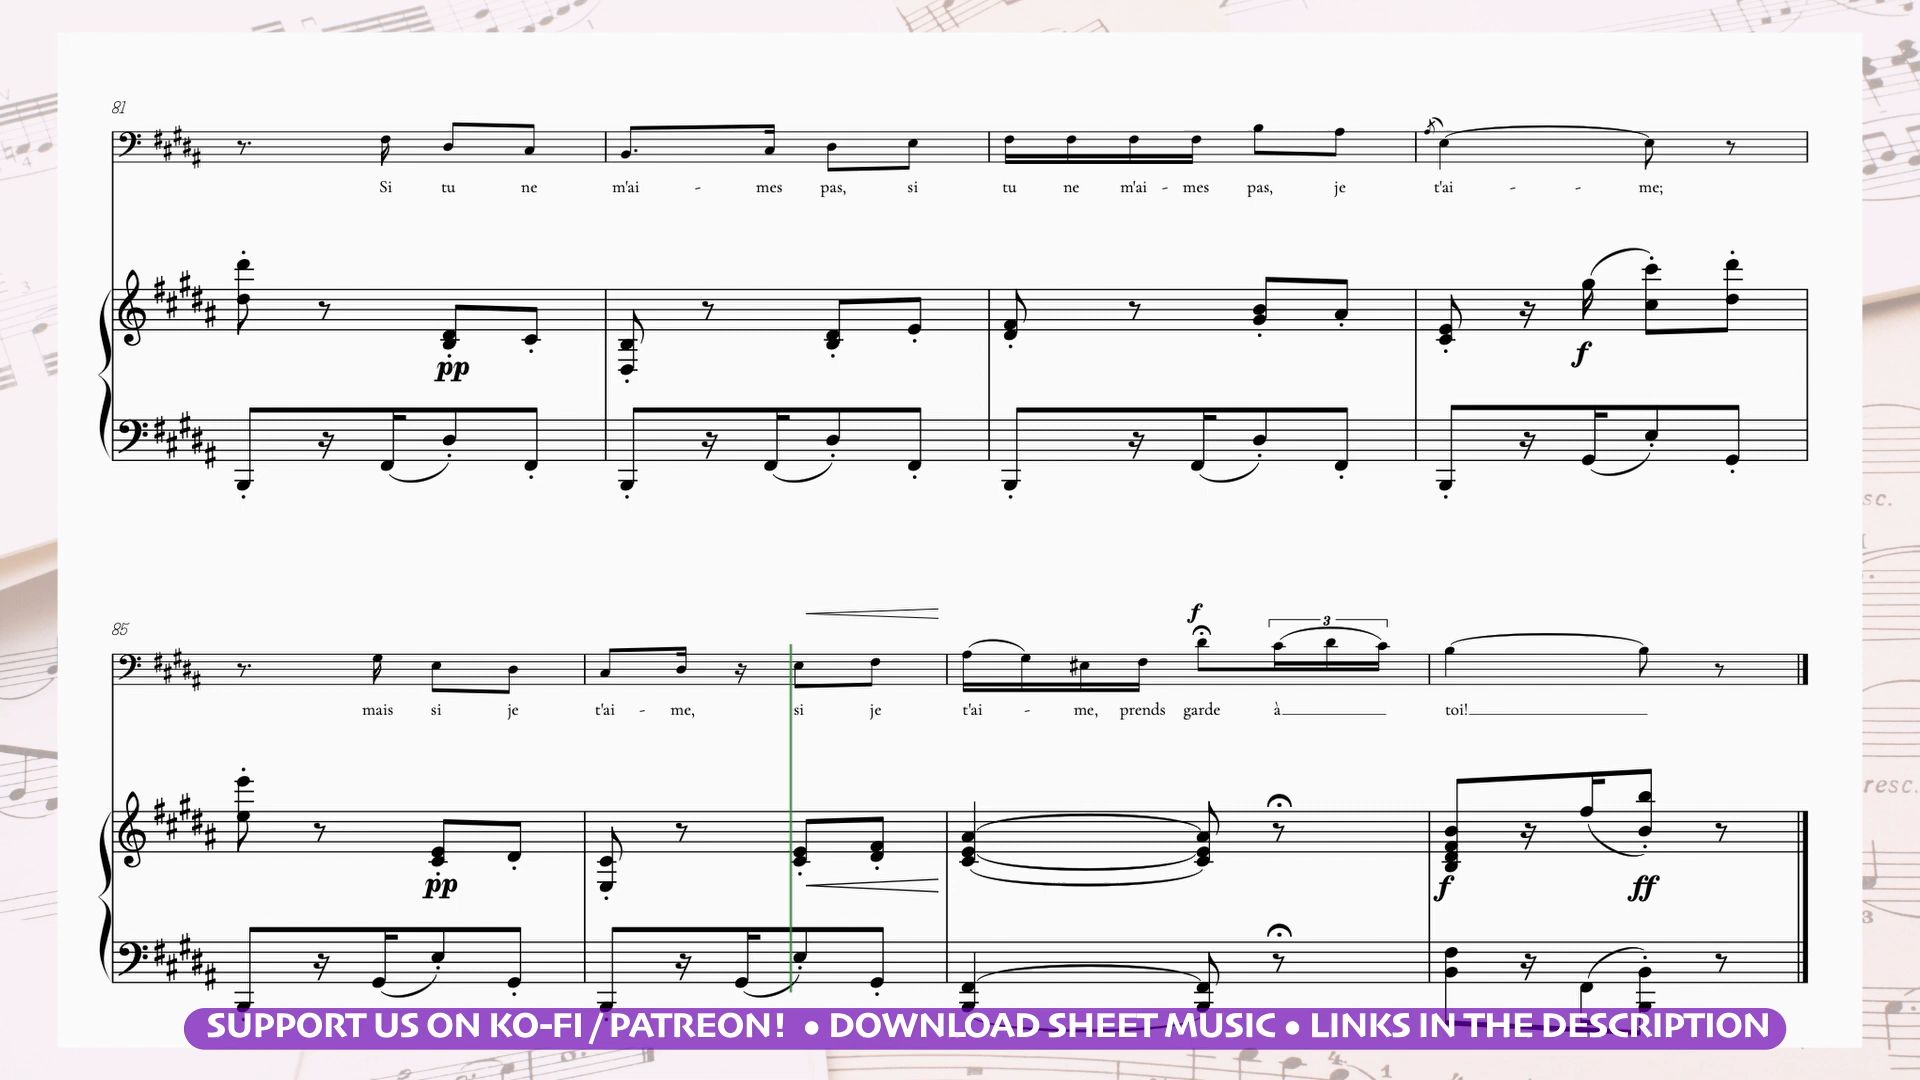 81
Si tu ne m'ai - mes pas, si tu ne m'ai - mes pas, je t'ai - - me;
pp f
85
f 3
mais si je t'ai - me, si je t'ai - me, prends garde à toi!
pp f ff
SUPPORT US ON KO-FI / PATREON! • DOWNLOAD SHEET MUSIC • LINKS IN THE DESCRIPTION